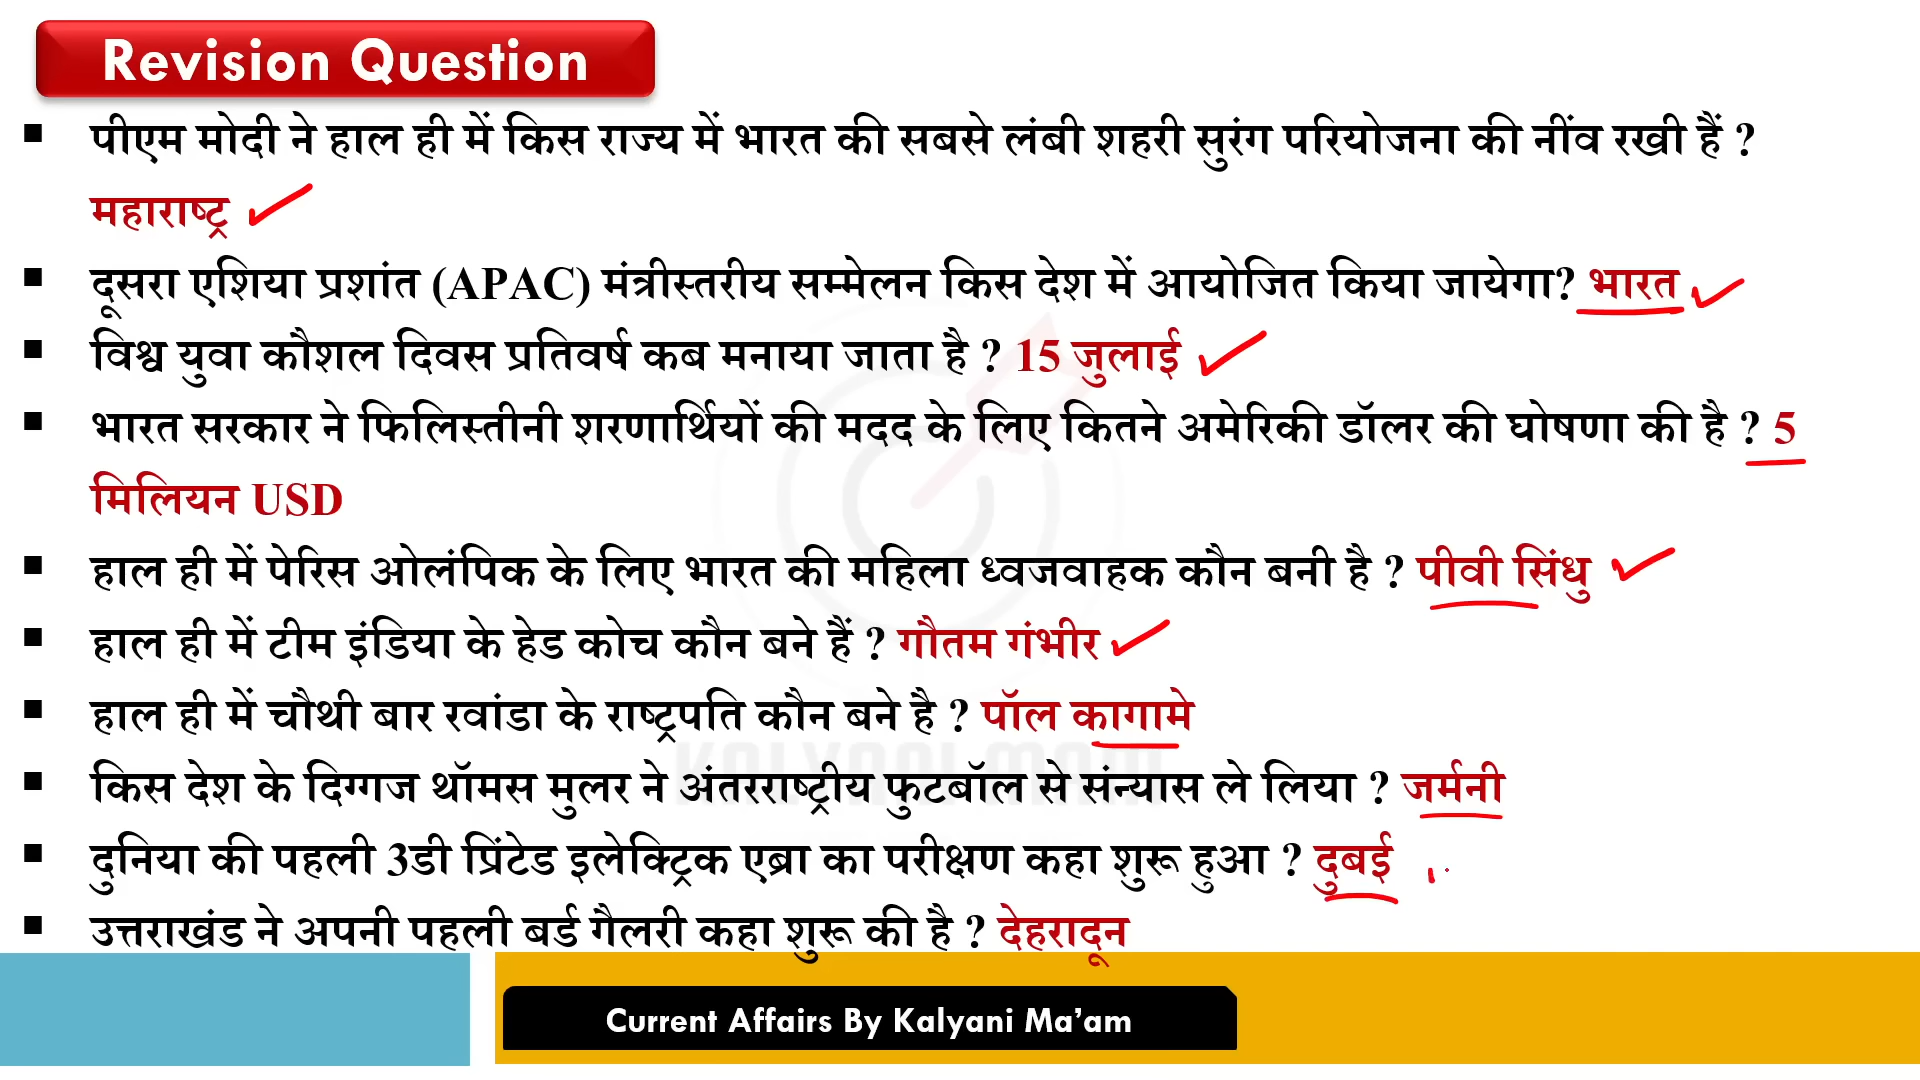 Revision Question
▪ पीएम मोदी ने हाल ही में किस राज्य में भारत की सबसे लंबी शहरी सुरंग परियोजना की नींव रखी हैं ?
महाराष्ट्र
▪ दूसरा एशिया प्रशांत (APAC) मंत्रीस्तरीय सम्मेलन किस देश में आयोजित किया जायेगा? भारत
▪ विश्व युवा कौशल दिवस प्रतिवर्ष कब मनाया जाता है ? 15 जुलाई
▪ भारत सरकार ने फिलिस्तीनी शरणार्थियों की मदद के लिए कितने अमेरिकी डॉलर की घोषणा की है ? 5
मिलियन USD
▪ हाल ही में पेरिस ओलंपिक के लिए भारत की महिला ध्वजवाहक कौन बनी है ? पीवी सिंधु
▪ हाल ही में टीम इंडिया के हेड कोच कौन बने हैं ? गौतम गंभीर
▪ हाल ही में चौथी बार रवांडा के राष्ट्रपति कौन बने है ? पॉल कागामे
▪ किस देश के दिग्गज थॉमस मुलर ने अंतरराष्ट्रीय फुटबॉल से संन्यास ले लिया ? जर्मनी
▪ दुनिया की पहली 3डी प्रिंटेड इलेक्ट्रिक एब्रा का परीक्षण कहा शुरू हुआ ? दुबई
▪ उत्तराखंड ने अपनी पहली बर्ड गैलरी कहा शुरू की है ? देहरादून
Current Affairs By Kalyani Ma’am